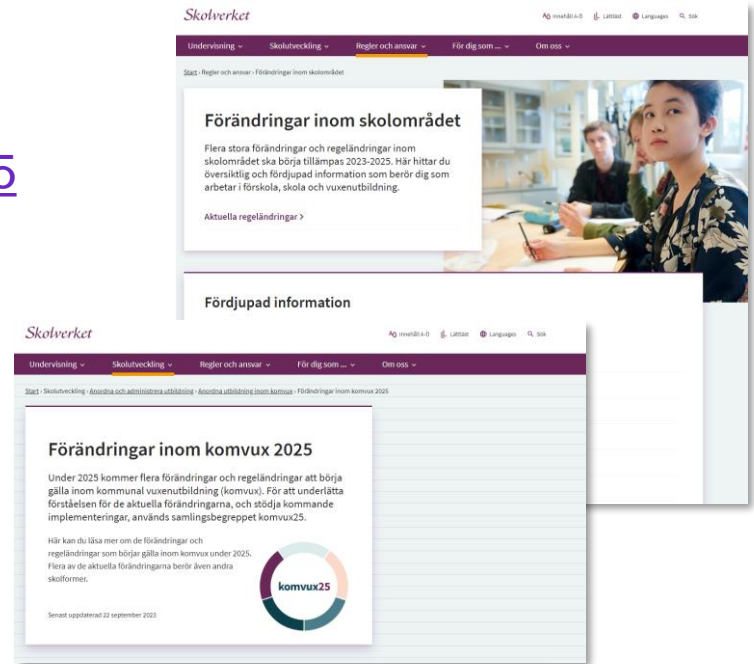 Skolverket
Innehåll A-Ö Lättläst Languages Sök
Undervisning Skolutveckling Regler och ansvar För dig som ... Om oss
Start › Regler och ansvar › Förändringar inom skolområdet
Förändringar inom skolområdet
Flera stora förändringar och regeländringar inom
skolområdet ska börja tillämpas 2023-2025. Här hittar du
översiktlig och fördjupad information som berör dig som
arbetar i förskola, skola och vuxenutbildning.
Aktuella regeländringar >
Fördjupad information
5
Skolverket
Innehåll A-Ö Lättläst Languages Sök
Undervisning Skolutveckling Regler och ansvar För dig som ... Om oss
Start › Skolutveckling › Anordna och administrera utbildning › Anordna utbildning inom komvux › Förändringar inom komvux 2025
Förändringar inom komvux 2025
Under 2025 kommer flera förändringar och regeländringar att börja
gälla inom kommunal vuxenutbildning (komvux). För att underlätta
förståelsen för de aktuella förändringarna, och stödja kommande
implementeringar, används samlingsbegreppet komvux25.
Här kan du läsa mer om de förändringar och
regeländringar som börjar gälla inom komvux under 2025.
Flera av de aktuella förändringarna berör även andra
skolformer.
komvux25
Senast uppdaterad 22 september 2023